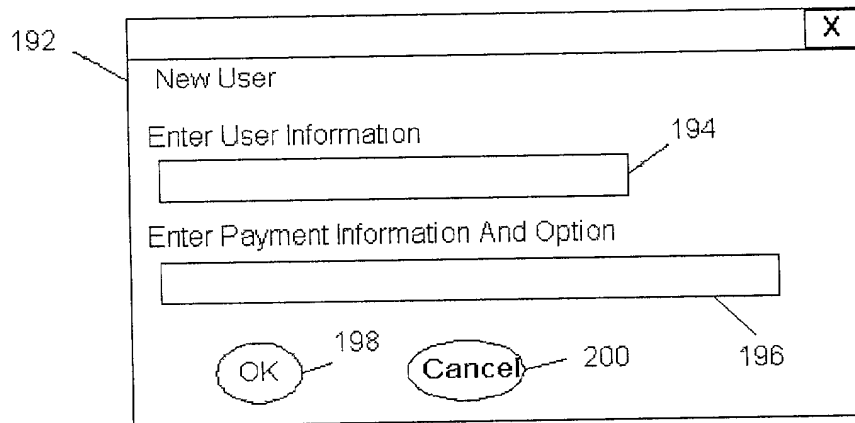 192
X
New User
Enter User Information
194
Enter Payment Information And Option
196
OK
198
Cancel
200